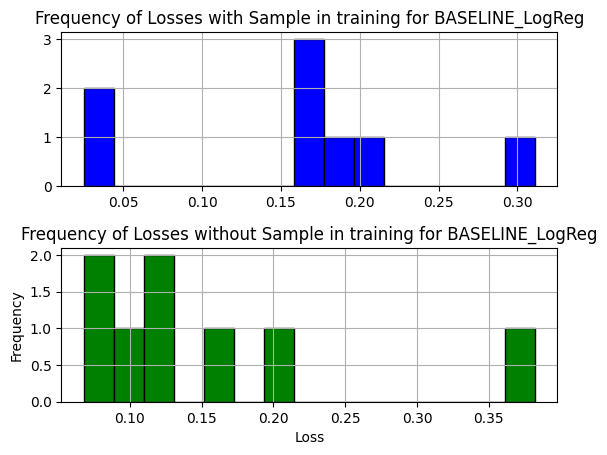 Frequency of Losses with Sample in training for BASELINE_LogReg
3
2
1
0
0.05 0.10 0.15 0.20 0.25 0.30
Frequency of Losses without Sample in training for BASELINE_LogReg
2.0
1.5
1.0
0.5
0.0
Frequency
0.10 0.15 0.20 0.25 0.30 0.35
Loss